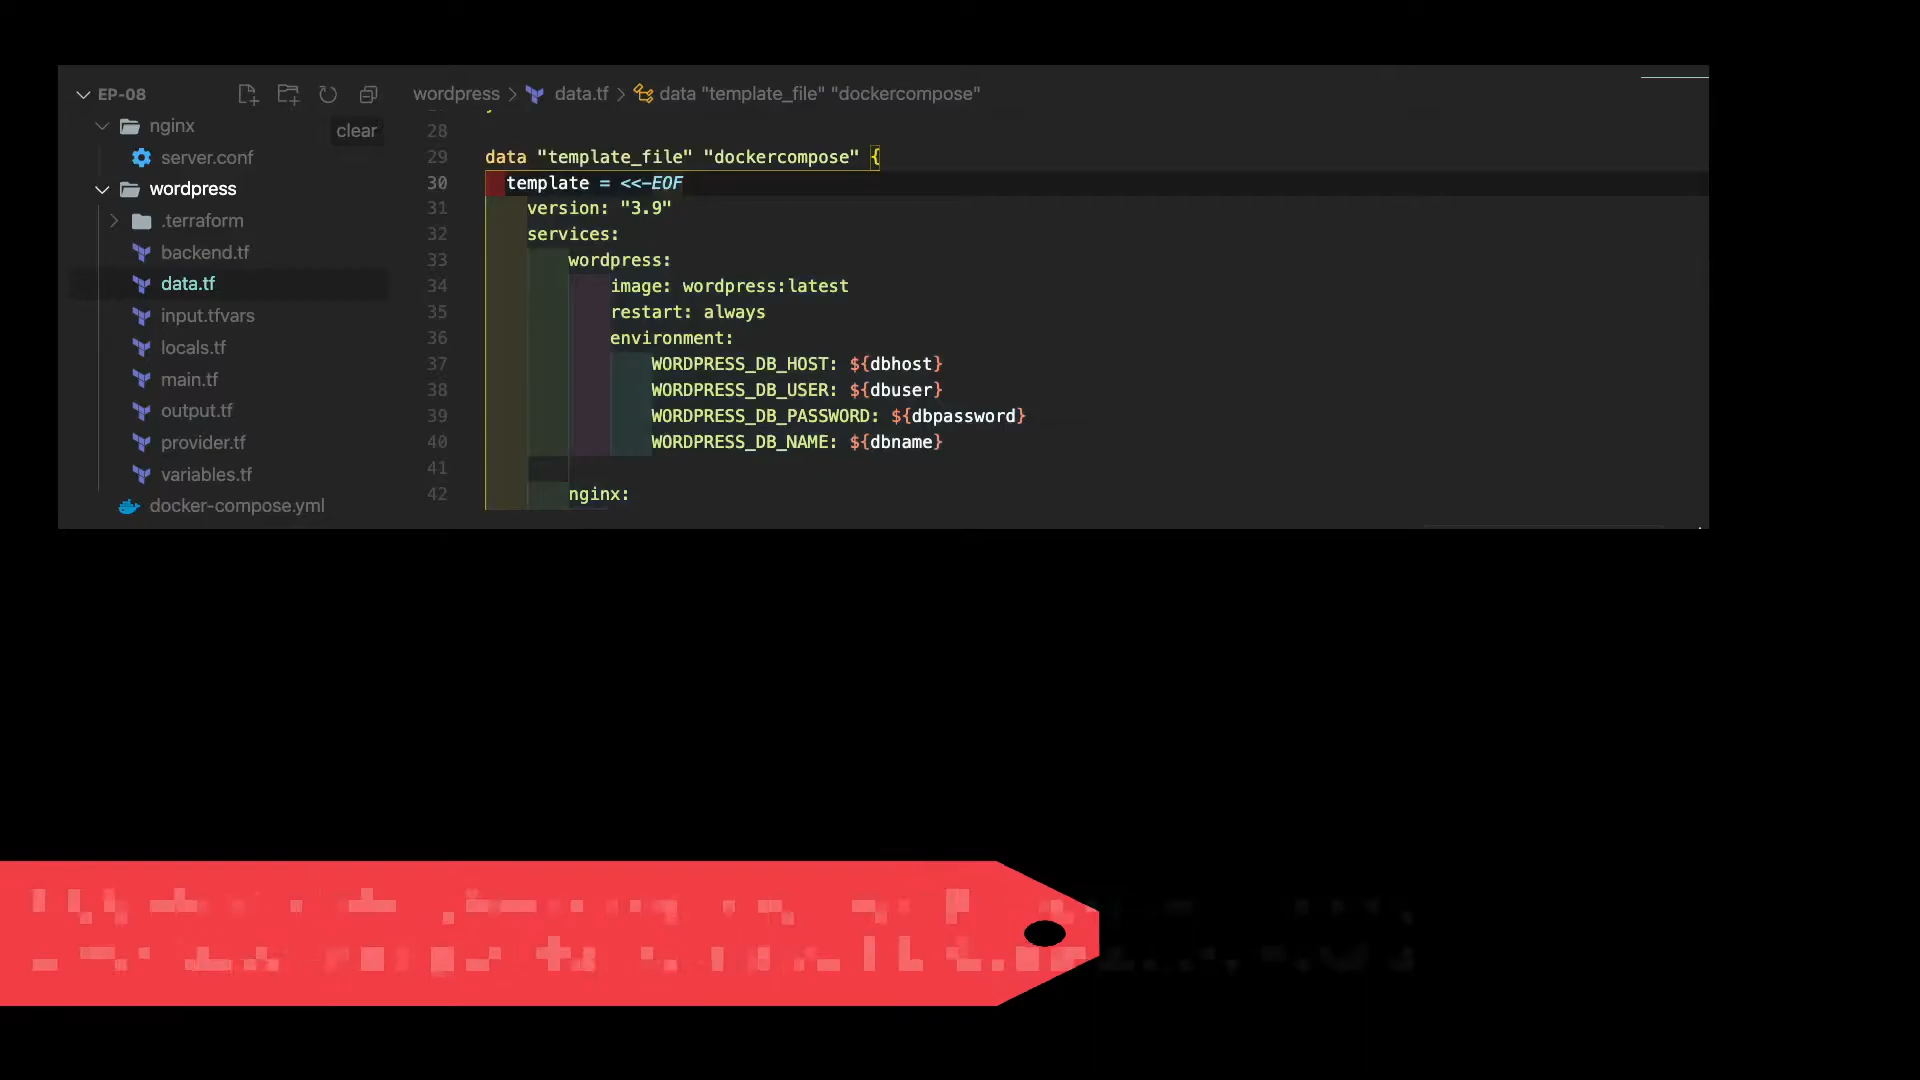 EP-08
nginx
clear
server.conf
wordpress
.terraform
backend.tf
data.tf
input.tfvars
locals.tf
main.tf
output.tf
provider.tf
variables.tf
docker-compose.yml
wordpress > data.tf > data "template_file" "dockercompose"
28
29 data "template_file" "dockercompose" {
30 template = <<-EOF
31 version: "3.9"
32 services:
33 wordpress:
34 image: wordpress:latest
35 restart: always
36 environment:
37 WORDPRESS_DB_HOST: ${dbhost}
38 WORDPRESS_DB_USER: ${dbuser}
39 WORDPRESS_DB_PASSWORD: ${dbpassword}
40 WORDPRESS_DB_NAME: ${dbname}
41
42 nginx: